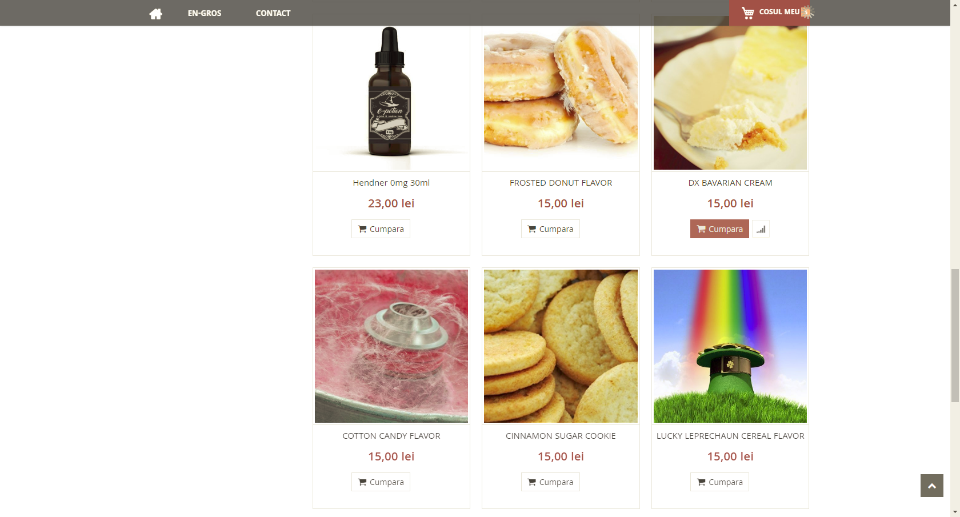 EN-GROS CONTACT COSUL MEU
e-potion
Hendner 0mg 30ml FROSTED DONUT FLAVOR DX BAVARIAN CREAM
23,00 lei 15,00 lei 15,00 lei
Cumpara Cumpara Cumpara
COTTON CANDY FLAVOR CINNAMON SUGAR COOKIE LUCKY LEPRECHAUN CEREAL FLAVOR
15,00 lei 15,00 lei 15,00 lei
Cumpara Cumpara Cumpara